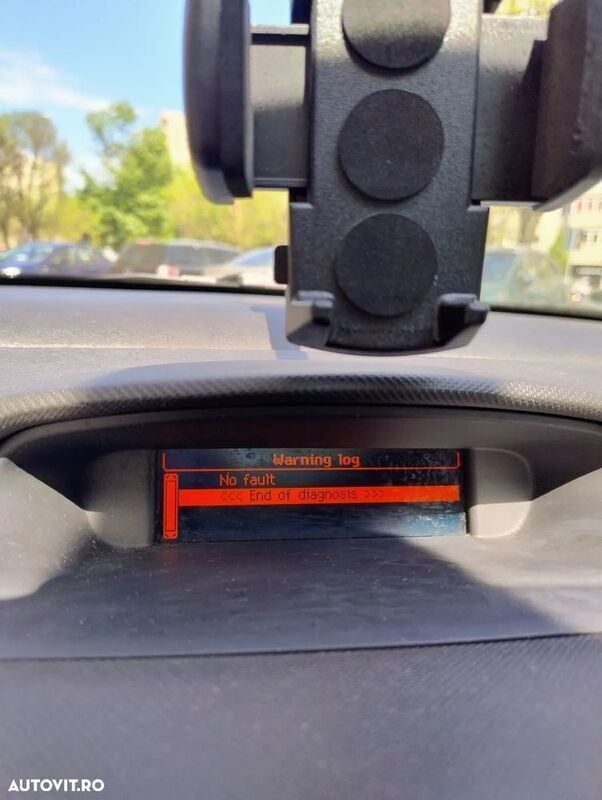 Warning log
No fault
<<< End of diagnosis >>>
AUTOVIT.RO